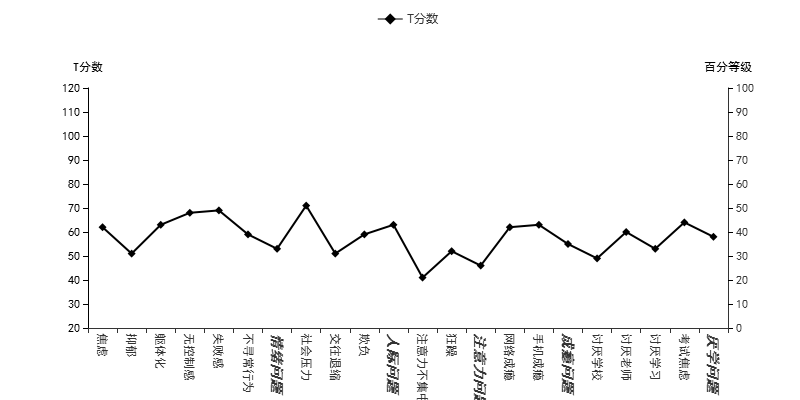 T分数
T分数
百分等级
120
110
100
90
80
70
60
50
40
30
20
100
90
80
70
60
50
40
30
20
10
0
焦虑
抑郁
躯体化
无控制感
失败感
不寻常行为
情绪问题
社会压力
交往退缩
欺负
人际问题
注意力不集中
狂躁
注意力问题
网络成瘾
手机成瘾
成瘾问题
讨厌学校
讨厌老师
讨厌学习
考试焦虑
厌学问题